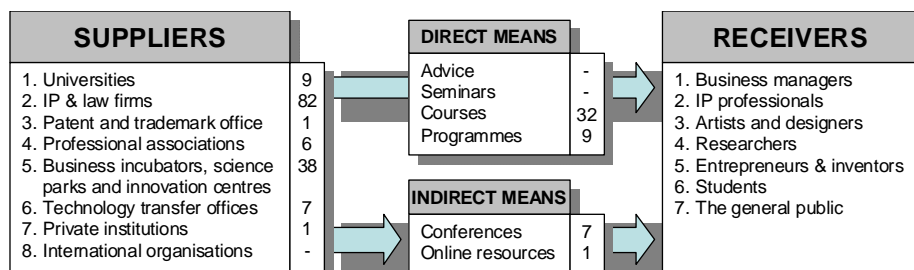 SUPPLIERS
1. Universities 9
2. IP & law firms 82
3. Patent and trademark office 1
4. Professional associations 6
5. Business incubators, science 38
parks and innovation centres
6. Technology transfer offices 7
7. Private institutions 1
8. International organisations -
DIRECT MEANS
Advice -
Seminars -
Courses 32
Programmes 9
INDIRECT MEANS
Conferences 7
Online resources 1
RECEIVERS
1. Business managers
2. IP professionals
3. Artists and designers
4. Researchers
5. Entrepreneurs & inventors
6. Students
7. The general public